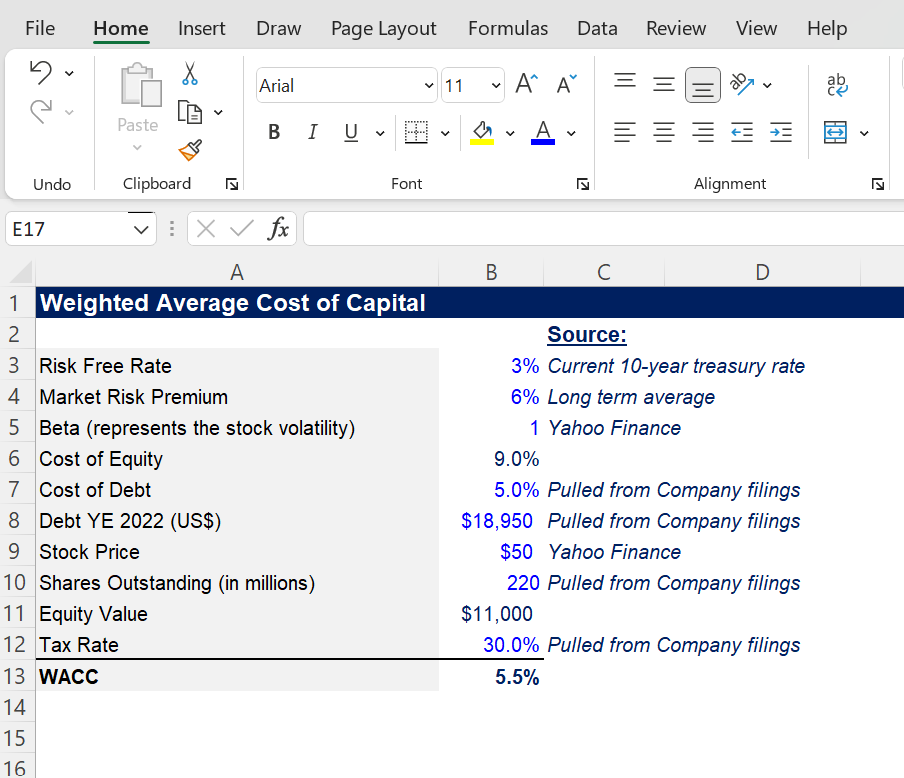 File Home Insert Draw Page Layout Formulas Data Review View Help
Arial 11 A A ab
Paste B I U A c
Undo Clipboard Font Alignment
E17 fx
A B C D
1 Weighted Average Cost of Capital
2 Source:
3 Risk Free Rate 3% Current 10-year treasury rate
4 Market Risk Premium 6% Long term average
5 Beta (represents the stock volatility) 1 Yahoo Finance
6 Cost of Equity 9.0%
7 Cost of Debt 5.0% Pulled from Company filings
8 Debt YE 2022 (US$) $18,950 Pulled from Company filings
9 Stock Price $50 Yahoo Finance
10 Shares Outstanding (in millions) 220 Pulled from Company filings
11 Equity Value $11,000
12 Tax Rate 30.0% Pulled from Company filings
13 WACC 5.5%
14
15
16